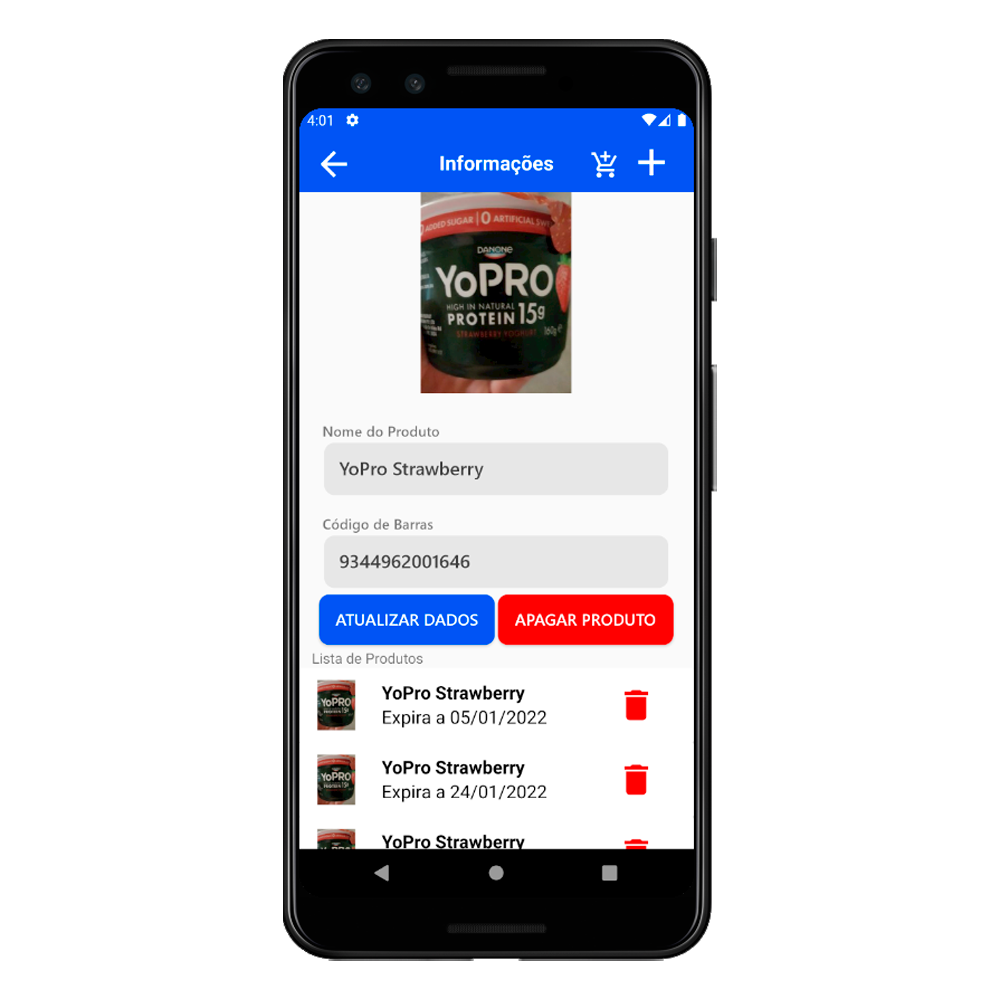 4:01
Informações
0 ADDED SUGAR | 0 ARTIFICIAL
DANONE
YoPRO
HIGH IN NATURAL
PROTEIN 15g
STRAWBERRY YOGHURT 160g e
Nome do Produto
YoPro Strawberry
Código de Barras
9344962001646
ATUALIZAR DADOS APAGAR PRODUTO
Lista de Produtos
YoPro Strawberry
Expira a 05/01/2022
YoPro Strawberry
Expira a 24/01/2022
YoPro Strawberry